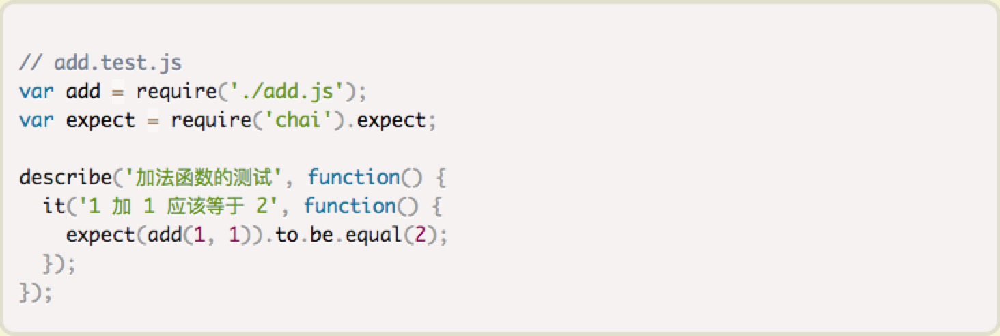 // add.test.js
var add = require('./add.js');
var expect = require('chai').expect;
describe('加法函数的测试', function() {
  it('1 加 1 应该等于 2', function() {
    expect(add(1, 1)).to.be.equal(2);
  });
});